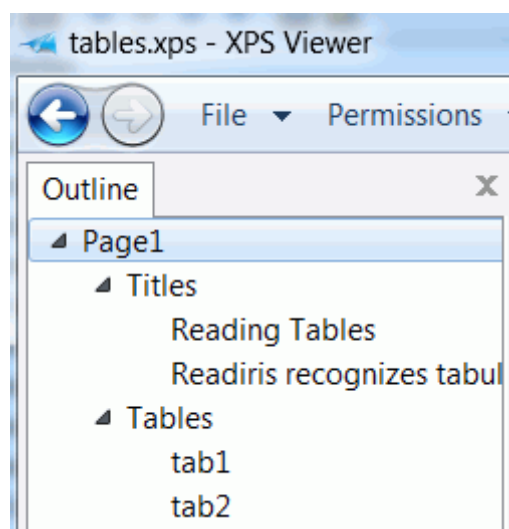 tables.xps - XPS Viewer
File Permissions
Outline X
Page1
Titles
Reading Tables
Readiris recognizes tabul
Tables
tab1
tab2